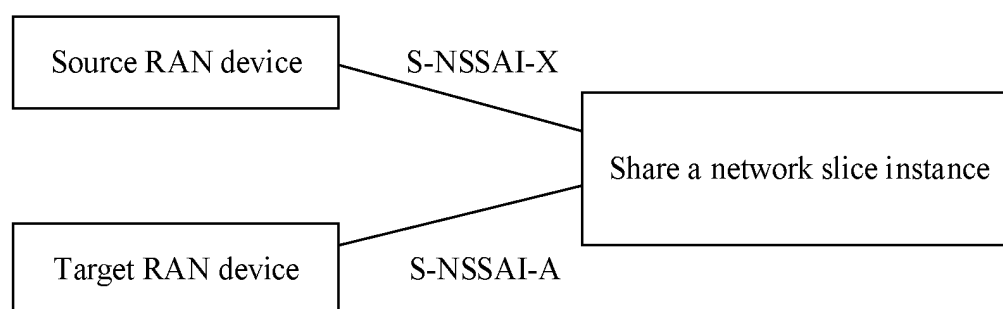 Source RAN device
S-NSSAI-X
Share a network slice instance
Target RAN device
S-NSSAI-A